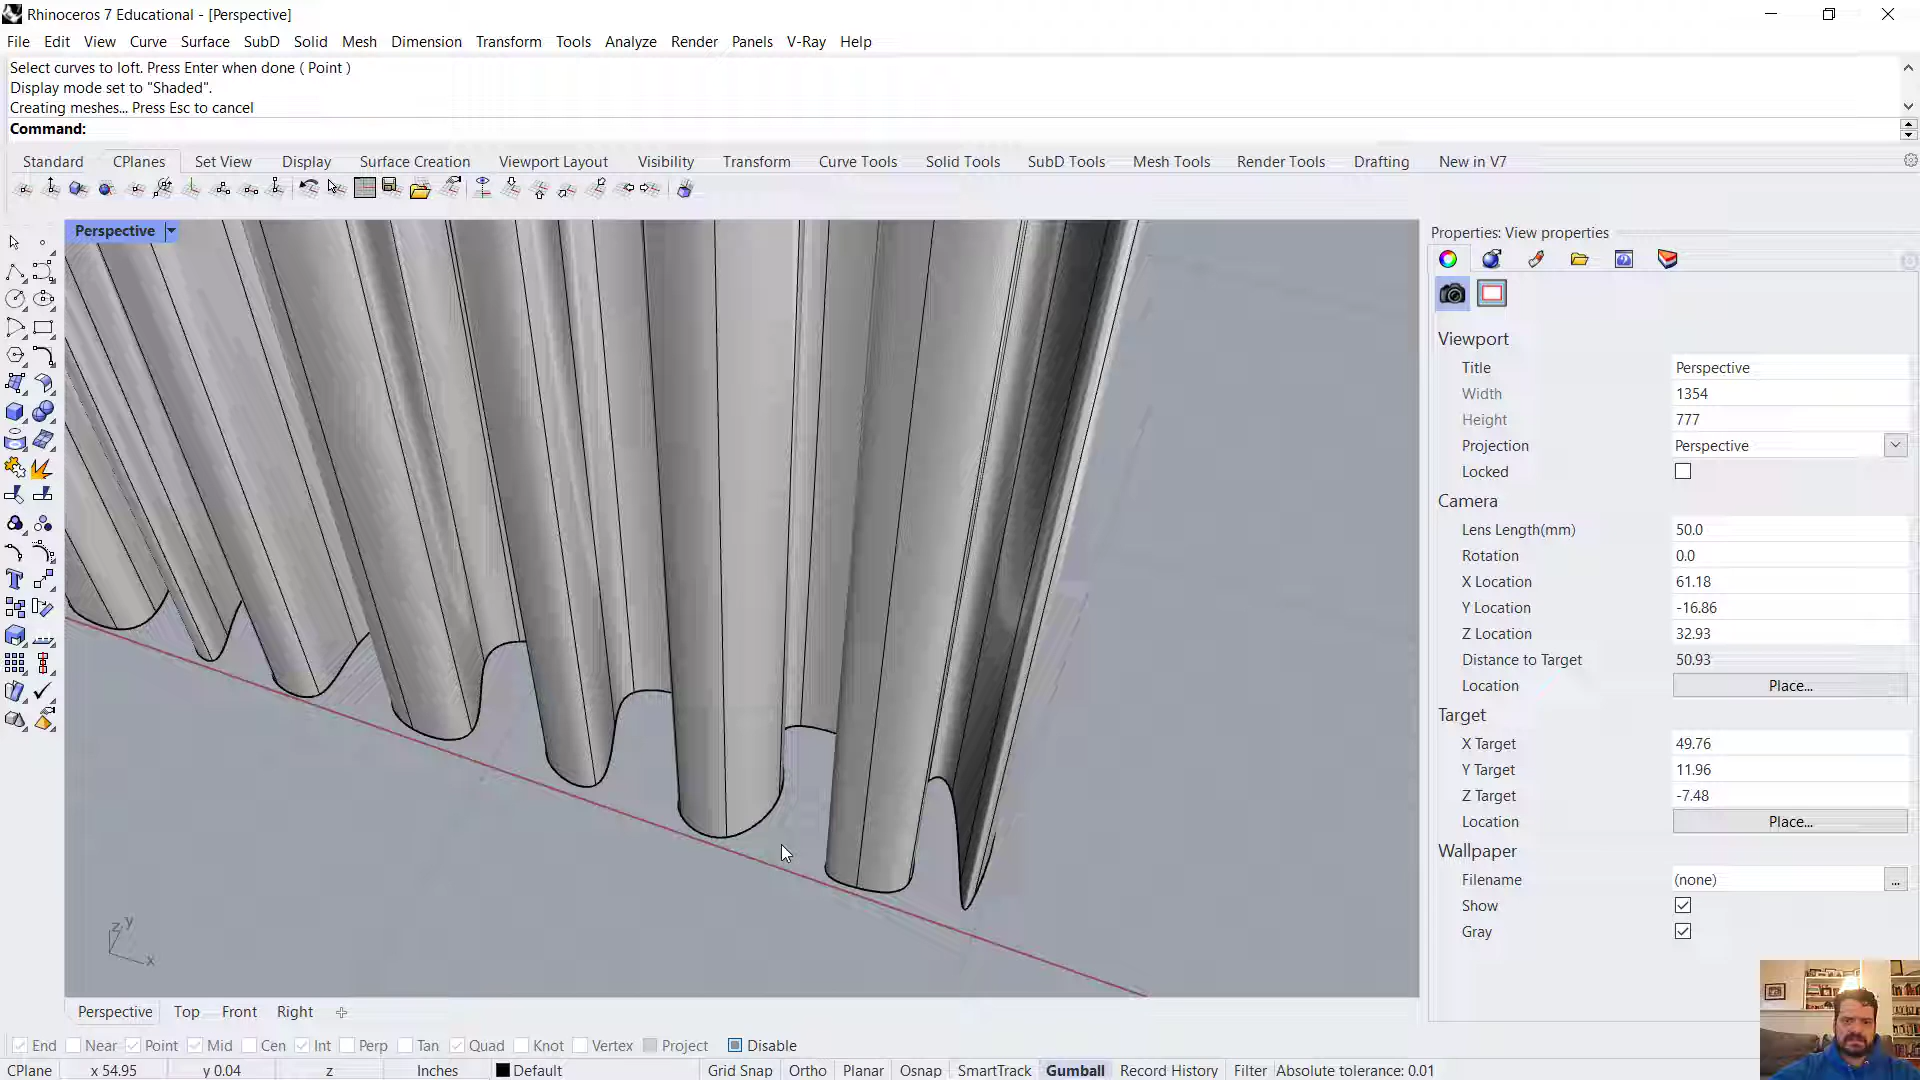 Rhinoceros 7 Educational - [Perspective]
File Edit View Curve Surface SubD Solid Mesh Dimension Transform Tools Analyze Render Panels V-Ray Help
Select curves to loft. Press Enter when done ( Point )
Display mode set to "Shaded".
Creating meshes... Press Esc to cancel
Command:
Standard CPlanes Set View Display Surface Creation Viewport Layout Visibility Transform Curve Tools Solid Tools SubD Tools Mesh Tools Render Tools Drafting New in V7
Perspective
Properties: View properties
Viewport
Title Perspective
Width 1354
Height 777
Projection Perspective
Locked
Camera
Lens Length(mm) 50.0
Rotation 0.0
X Location 61.18
Y Location -16.86
Z Location 32.93
Distance to Target 50.93
Location Place...
Target
X Target 49.76
Y Target 11.96
Z Target -7.48
Location Place...
Wallpaper
Filename (none) ...
Show
Gray
z y
x
Perspective Top Front Right
End Near Point Mid Cen Int Perp Tan Quad Knot Vertex Project Disable
CPlane x 54.95 y 0.04 z Inches Default Grid Snap Ortho Planar Osnap SmartTrack Gumball Record History Filter Absolute tolerance: 0.01